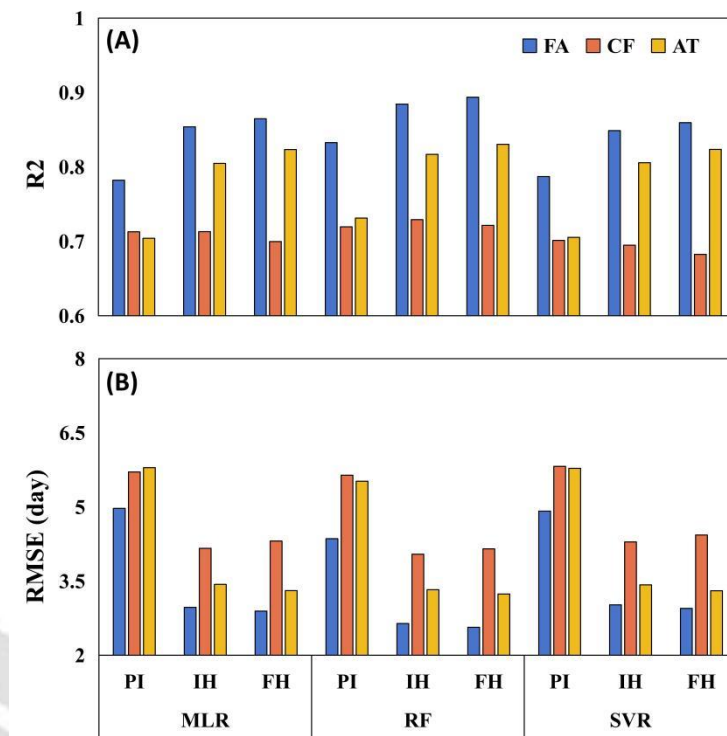 (A)
FA CF AT
1
0.9
0.8
0.7
0.6
R2
(B)
8
6.5
5
3.5
2
RMSE (day)
PI IH FH PI IH FH PI IH FH
MLR RF SVR